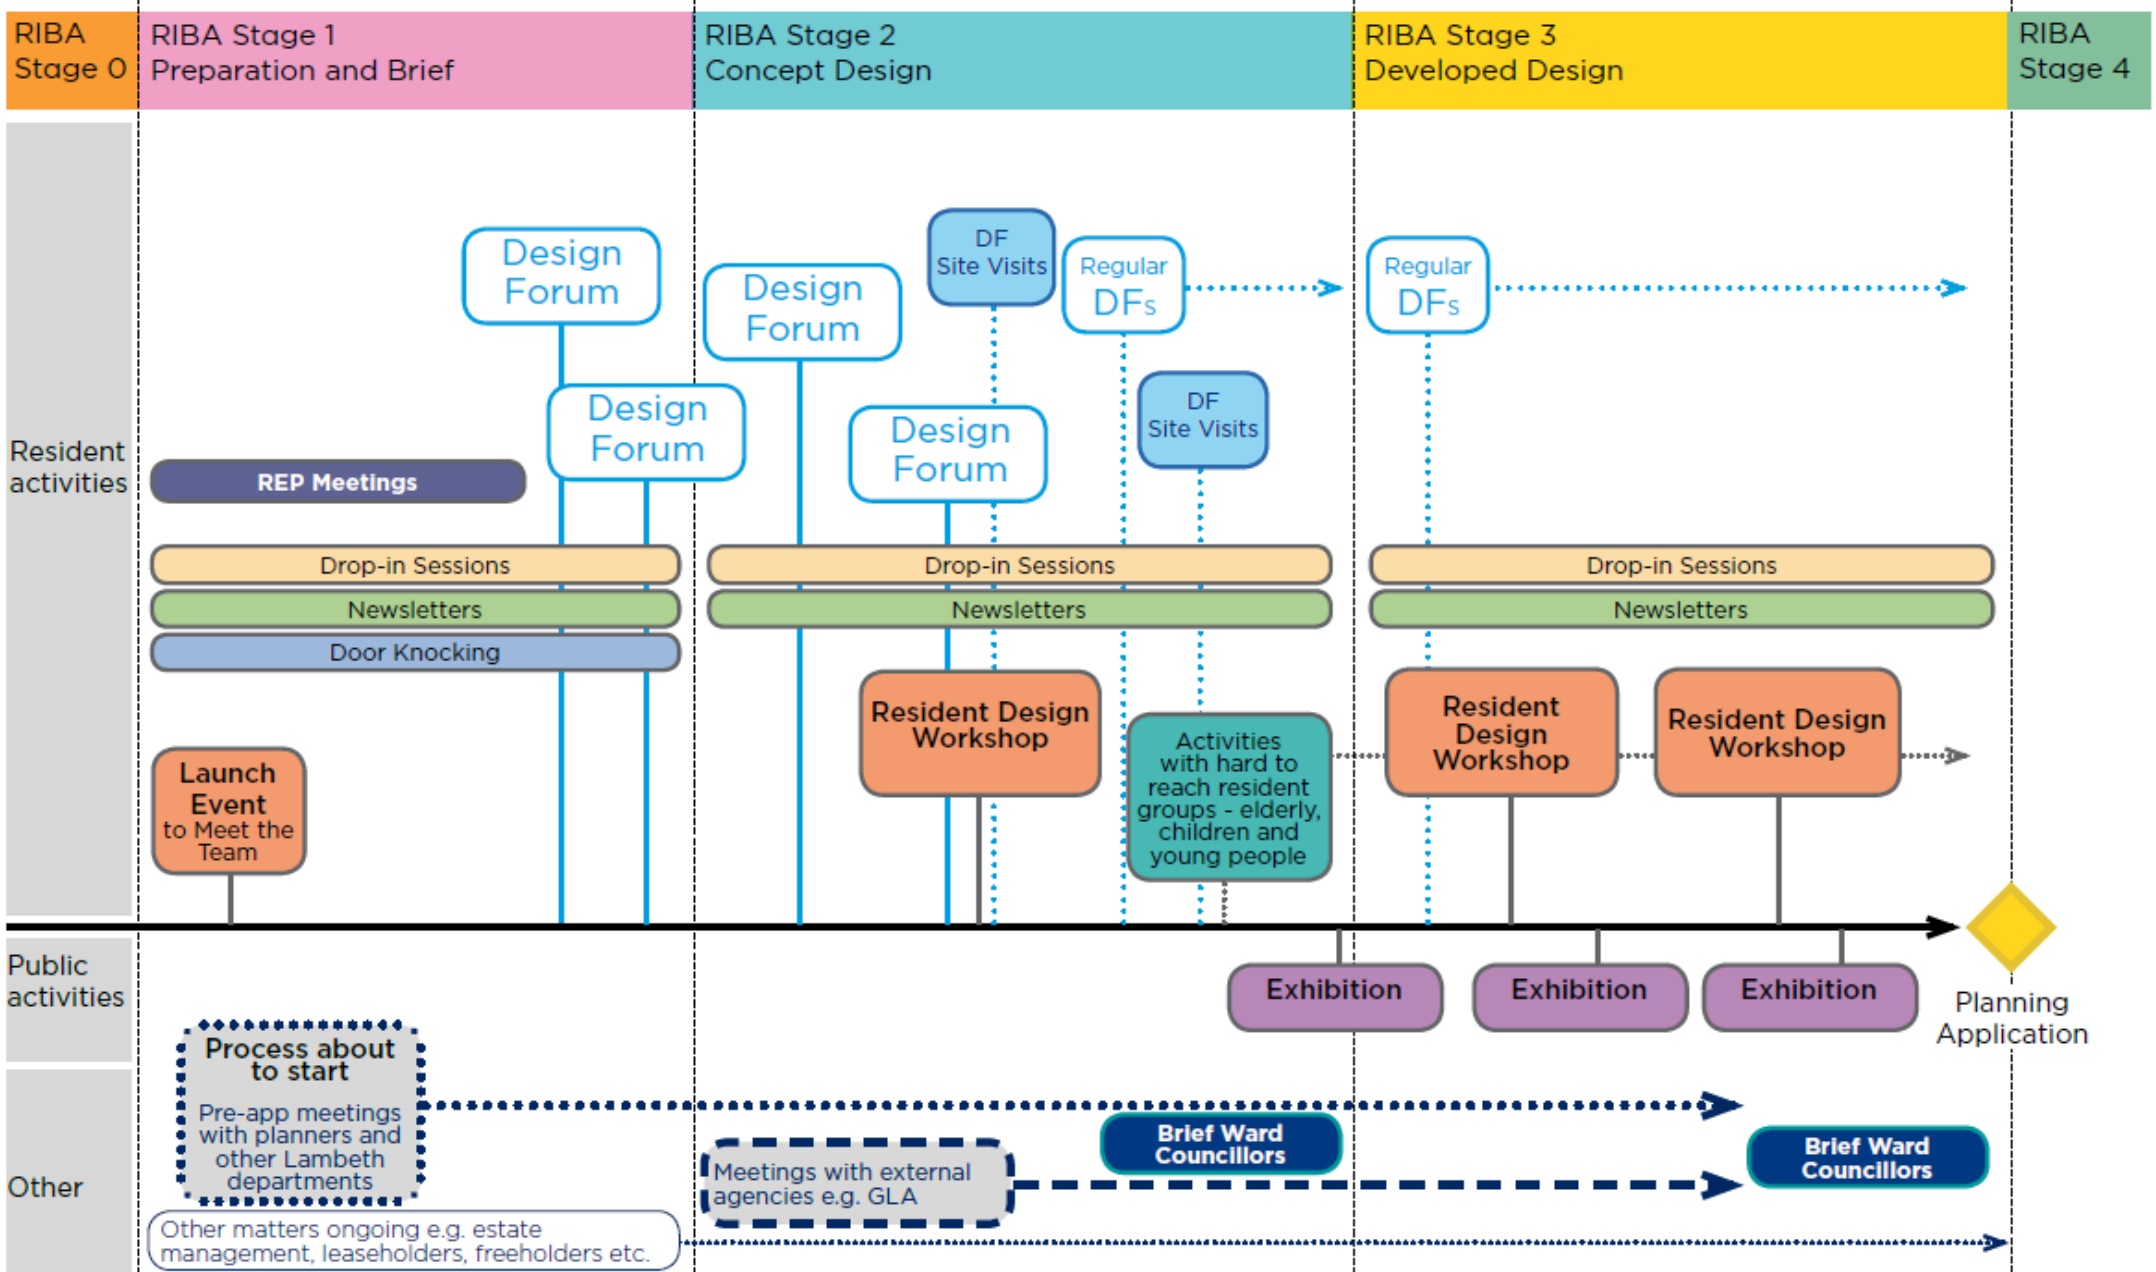 RIBA
Stage 0
RIBA Stage 1
Preparation and Brief
RIBA Stage 2
Concept Design
RIBA Stage 3
Developed Design
RIBA
Stage 4
Resident
activities
Design
Forum
Design
Forum
REP Meetings
Drop-in Sessions
Newsletters
Door Knocking
Launch
Event
to Meet the
Team
Design
Forum
DF
Site Visits
Regular
DFs
Design
Forum
DF
Site Visits
Drop-in Sessions
Newsletters
Resident Design
Workshop
Activities
with hard to
reach resident
groups - elderly,
children and
young people
Regular
DFs
Drop-in Sessions
Newsletters
Resident
Design
Workshop
Resident Design
Workshop
Public
activities
Exhibition
Exhibition
Exhibition
Planning
Application
Other
Process about
to start
Pre-app meetings
with planners and
other Lambeth
departments
Meetings with external
agencies e.g. GLA
Brief Ward
Councillors
Brief Ward
Councillors
Other matters ongoing e.g. estate
management, leaseholders, freeholders etc.